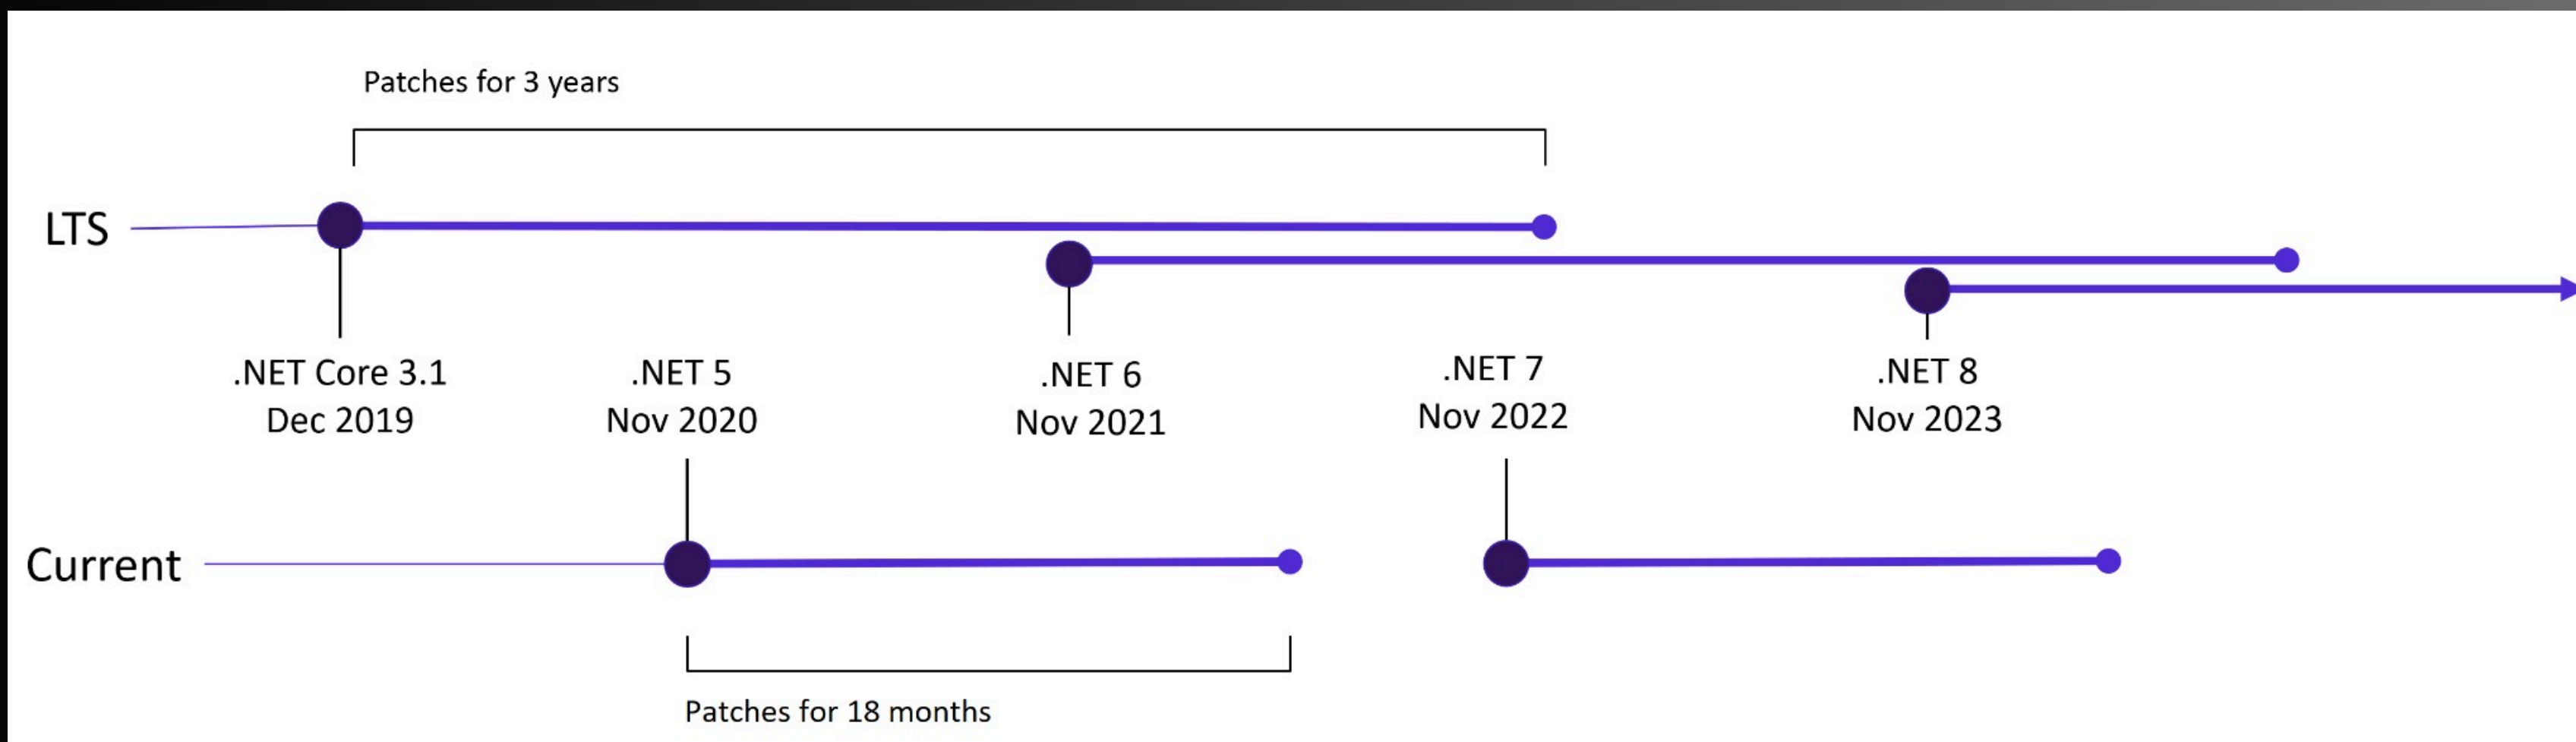 Patches for 3 years
LTS
.NET Core 3.1
Dec 2019
.NET 5
Nov 2020
.NET 6
Nov 2021
.NET 7
Nov 2022
.NET 8
Nov 2023
Current
Patches for 18 months